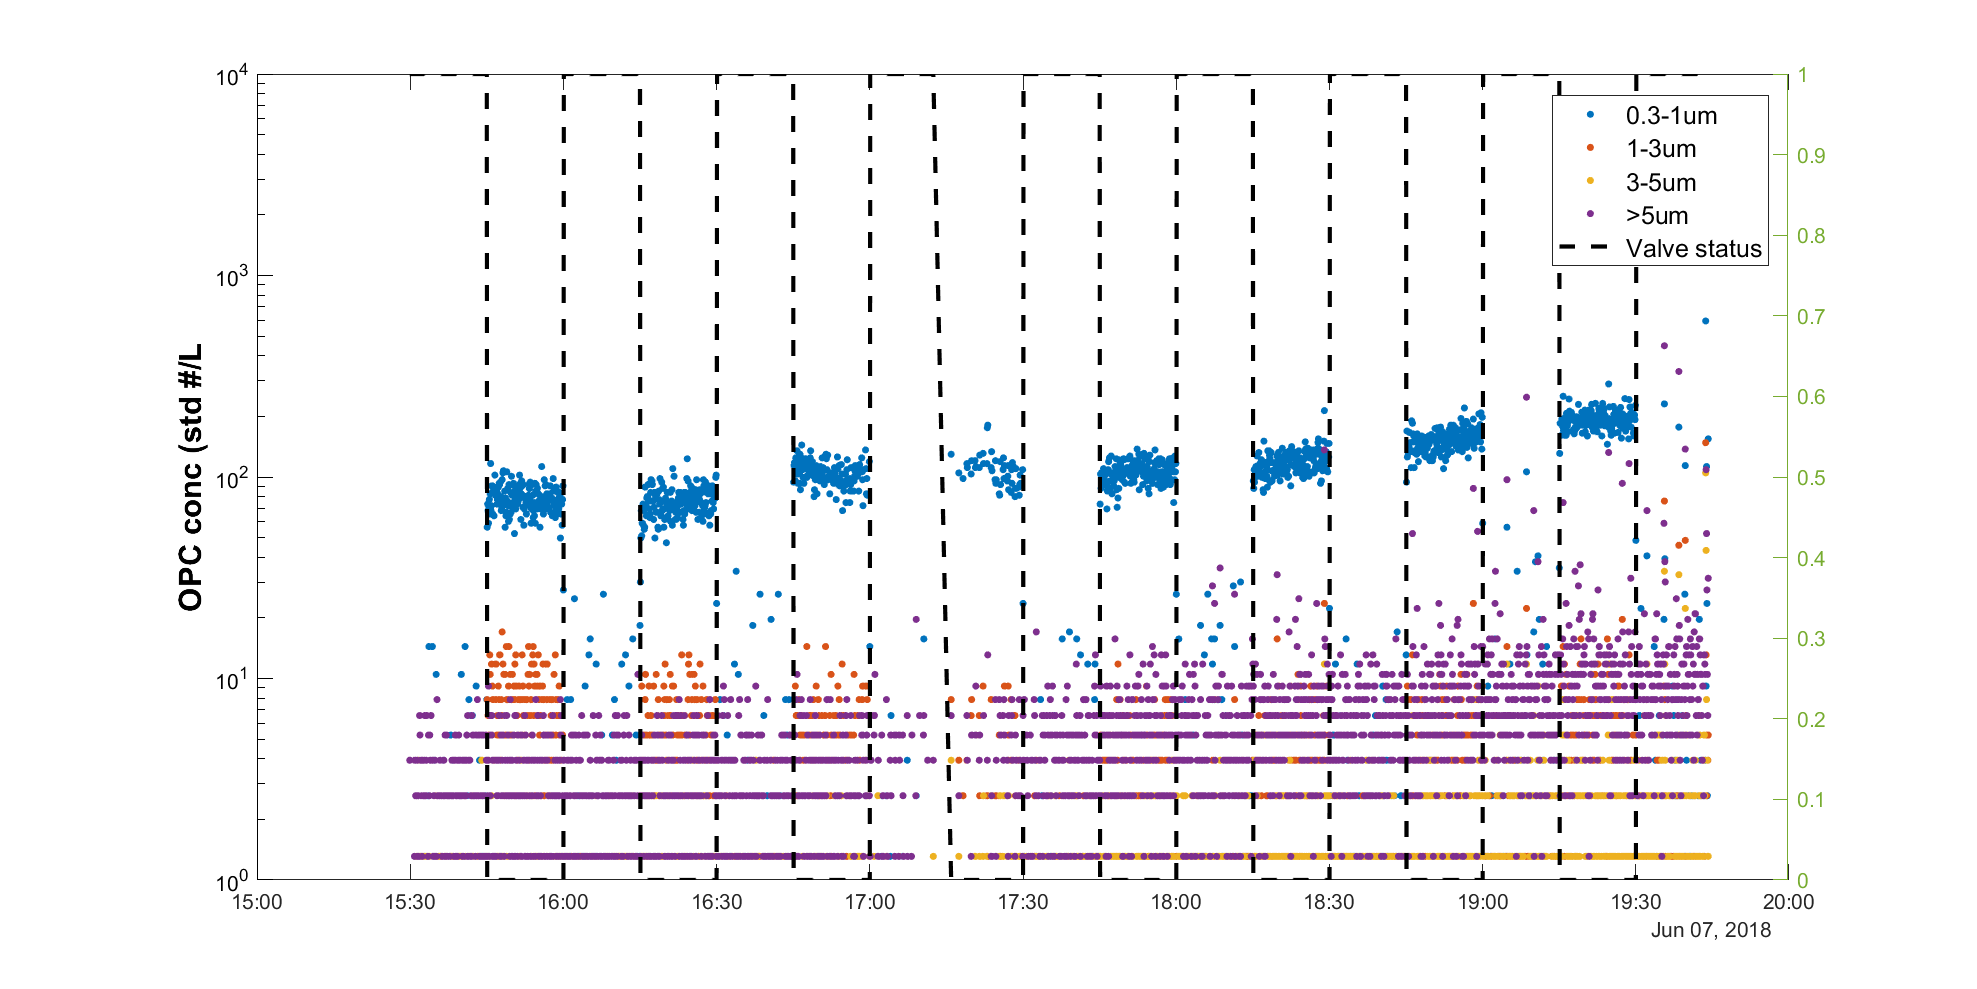 OPC conc (std #/L
10^4
10^3
10^2
10^1
10^0
1
0.9
0.8
0.7
0.6
0.5
0.4
0.3
0.2
0.1
0
0.3-1um
1-3um
3-5um
>5um
Valve status
15:00 15:30 16:00 16:30 17:00 17:30 18:00 18:30 19:00 19:30 20:00
Jun 07, 2018